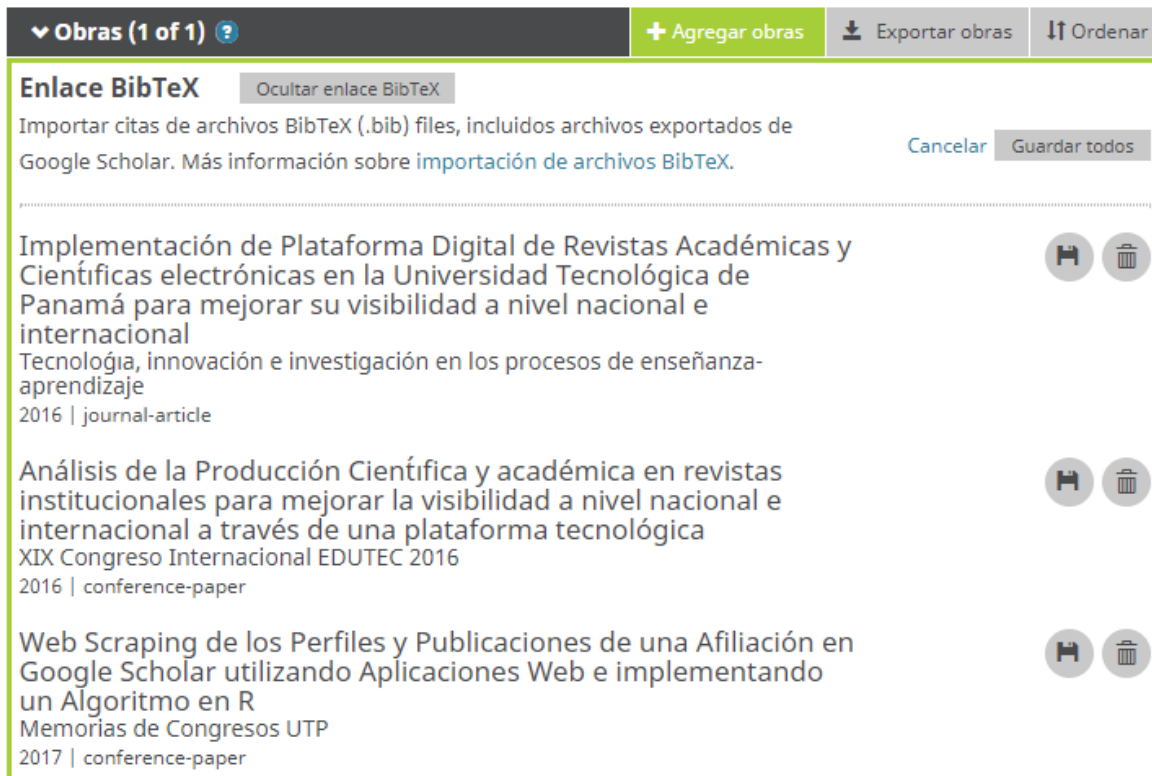 Obras (1 of 1) ? Agregar obras Exportar obras Ordenar
Enlace BibTeX Ocultar enlace BibTeX
Importar citas de archivos BibTeX (.bib) files, incluidos archivos exportados de
Google Scholar. Más información sobre importación de archivos BibTeX.
Cancelar Guardar todos
Implementación de Plataforma Digital de Revistas Académicas y
Cient́ıficas electrónicas en la Universidad Tecnológica de
Panamá para mejorar su visibilidad a nivel nacional e
internacional
Tecnoloǵıa, innovación e investigación en los procesos de enseñanza-
aprendizaje
2016 | journal-article
Análisis de la Producción Cient́ıfica y académica en revistas
institucionales para mejorar la visibilidad a nivel nacional e
internacional a través de una plataforma tecnológica
XIX Congreso Internacional EDUTEC 2016
2016 | conference-paper
Web Scraping de los Perfiles y Publicaciones de una Afiliación en
Google Scholar utilizando Aplicaciones Web e implementando
un Algoritmo en R
Memorias de Congresos UTP
2017 | conference-paper